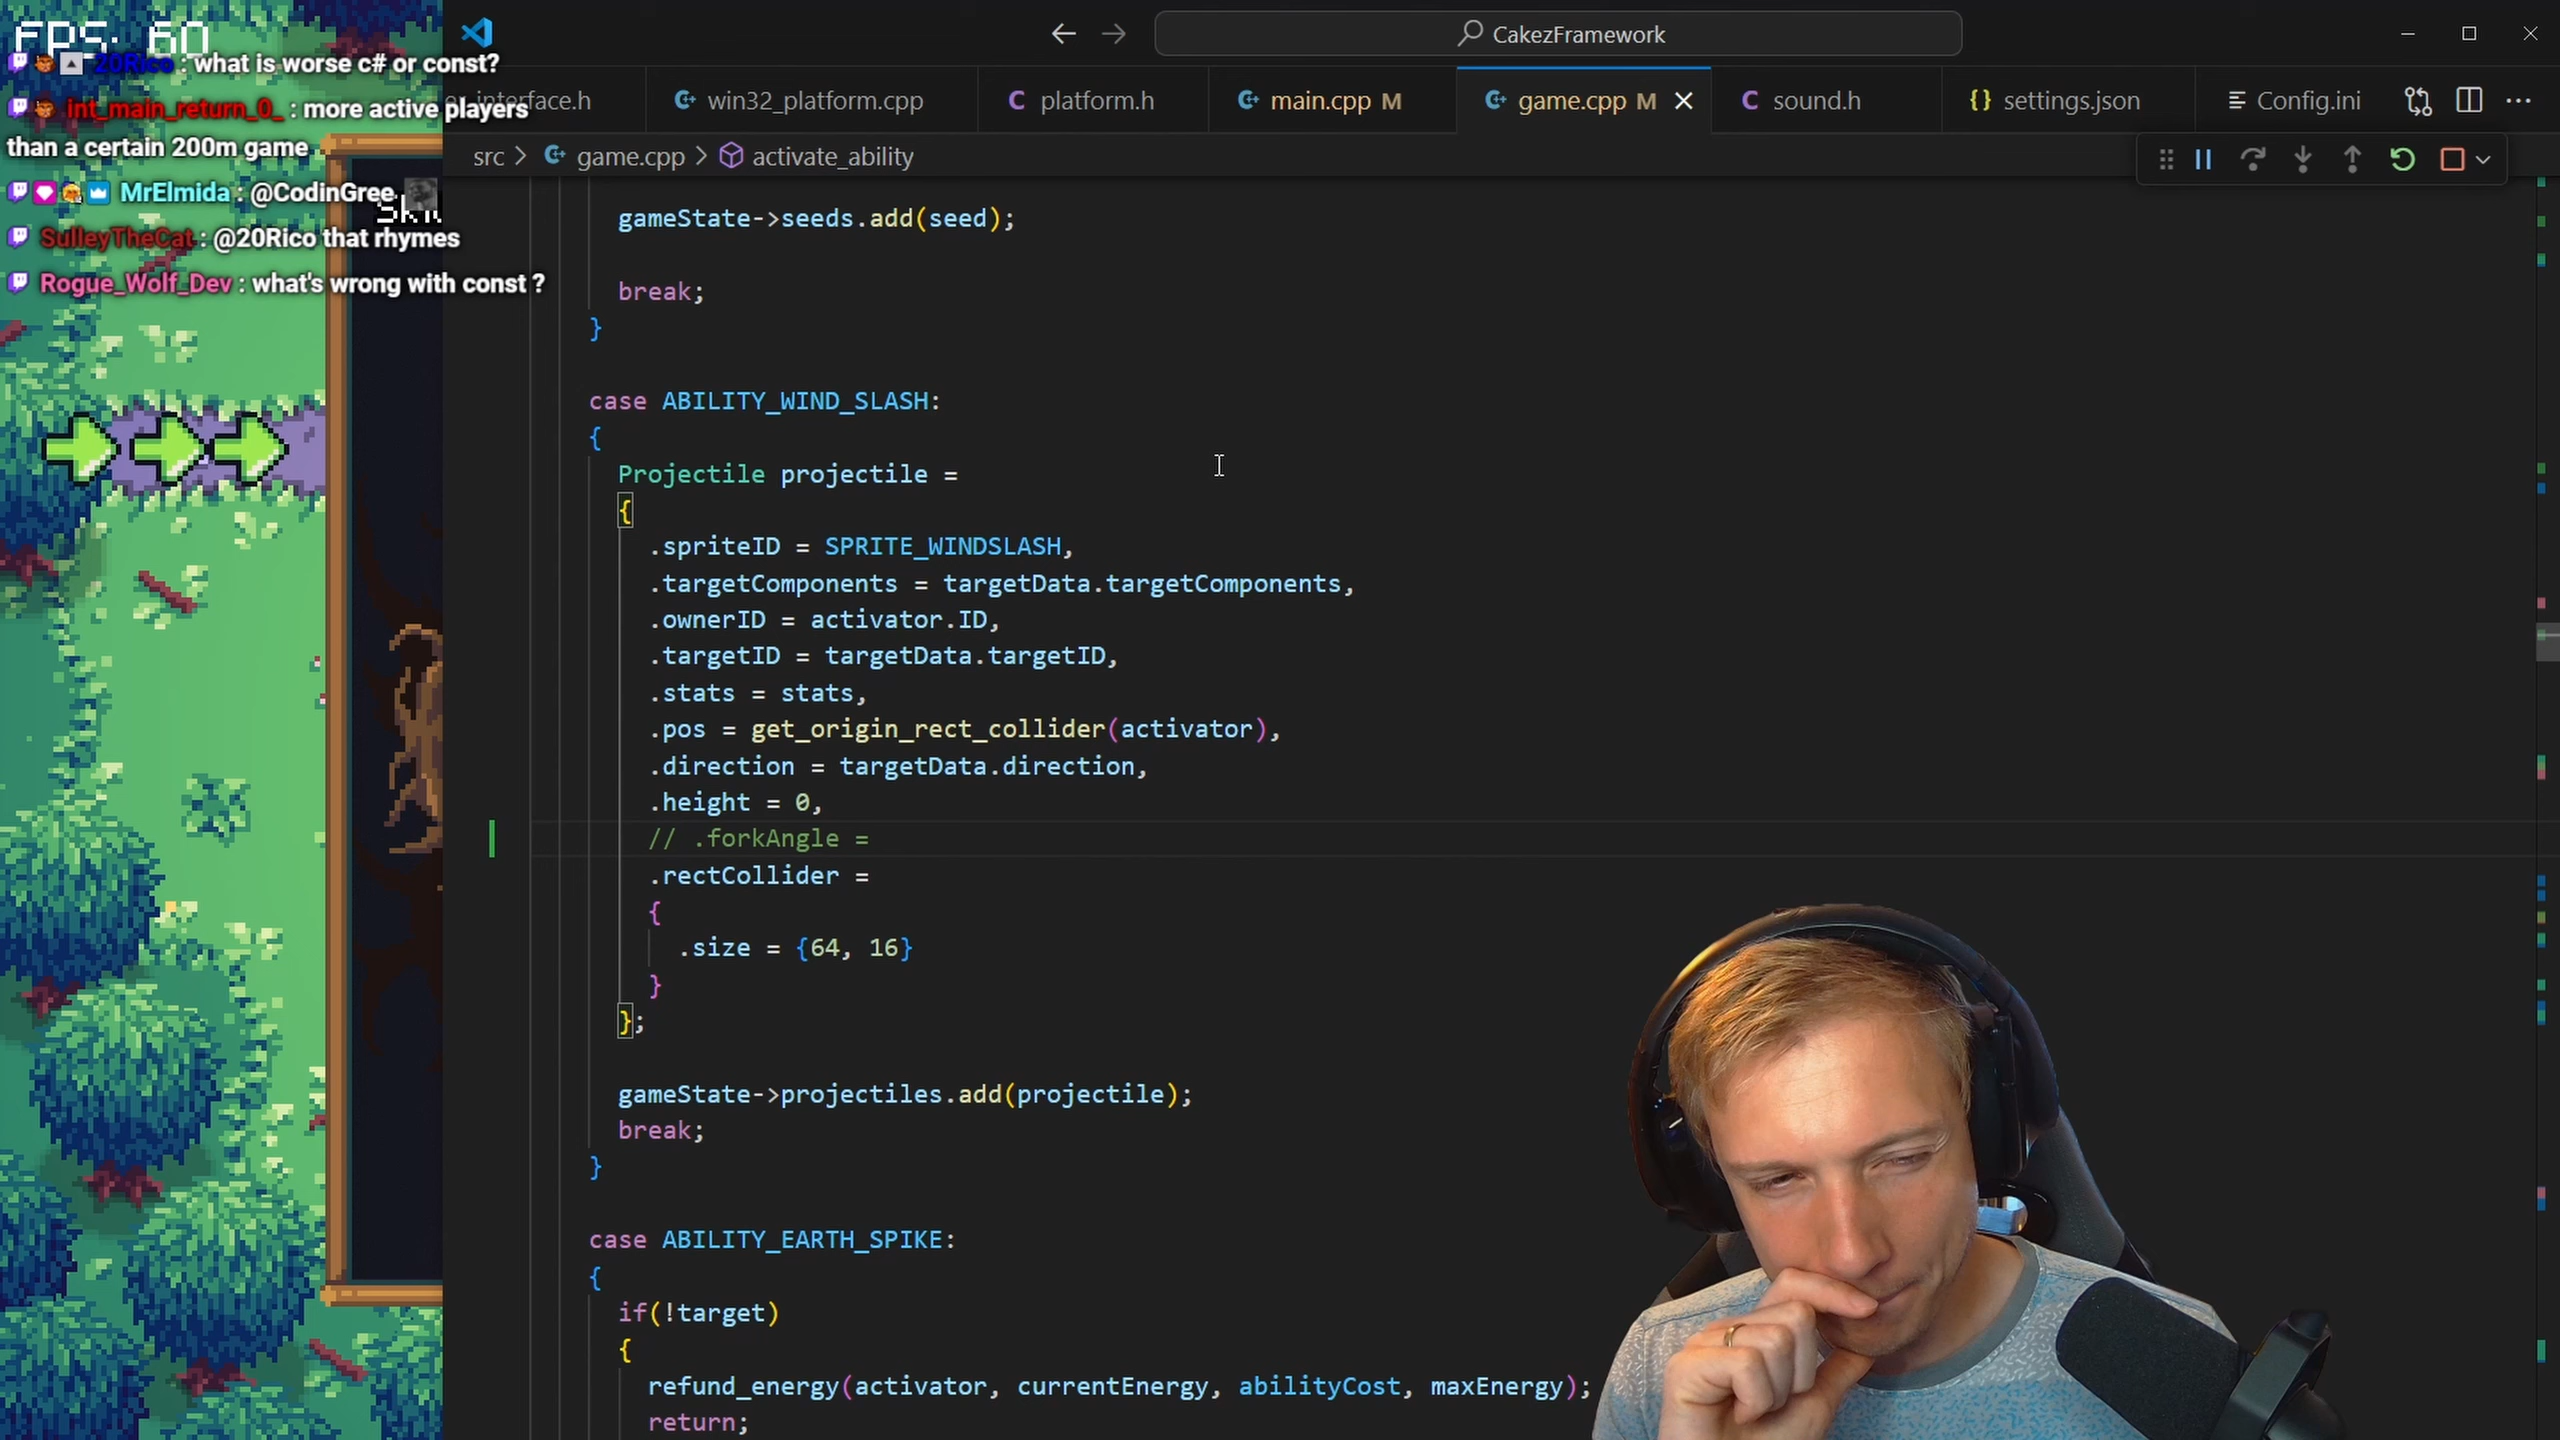 FPS: 60
20Rico : what is worse c# or const?
int_main_return_0_ : more active players
than a certain 200m game
MrElmida : @CodinGree
SulleyTheCat : @20Rico that rhymes
Rogue_Wolf_Dev : what's wrong with const ?
CakezFramework
interface.h
win32_platform.cpp
C platform.h
main.cpp M
game.cpp M
C sound.h
{} settings.json
Config.ini
src > game.cpp > activate_ability
gameState->seeds.add(seed);
break;
}
case ABILITY_WIND_SLASH:
{
Projectile projectile =
{
.spriteID = SPRITE_WINDSLASH,
.targetComponents = targetData.targetComponents,
.ownerID = activator.ID,
.targetID = targetData.targetID,
.stats = stats,
.pos = get_origin_rect_collider(activator),
.direction = targetData.direction,
.height = 0,
// .forkAngle =
.rectCollider =
{
.size = {64, 16}
}
};
gameState->projectiles.add(projectile);
break;
}
case ABILITY_EARTH_SPIKE:
{
if(!target)
{
refund_energy(activator, currentEnergy, abilityCost, maxEnergy);
return;